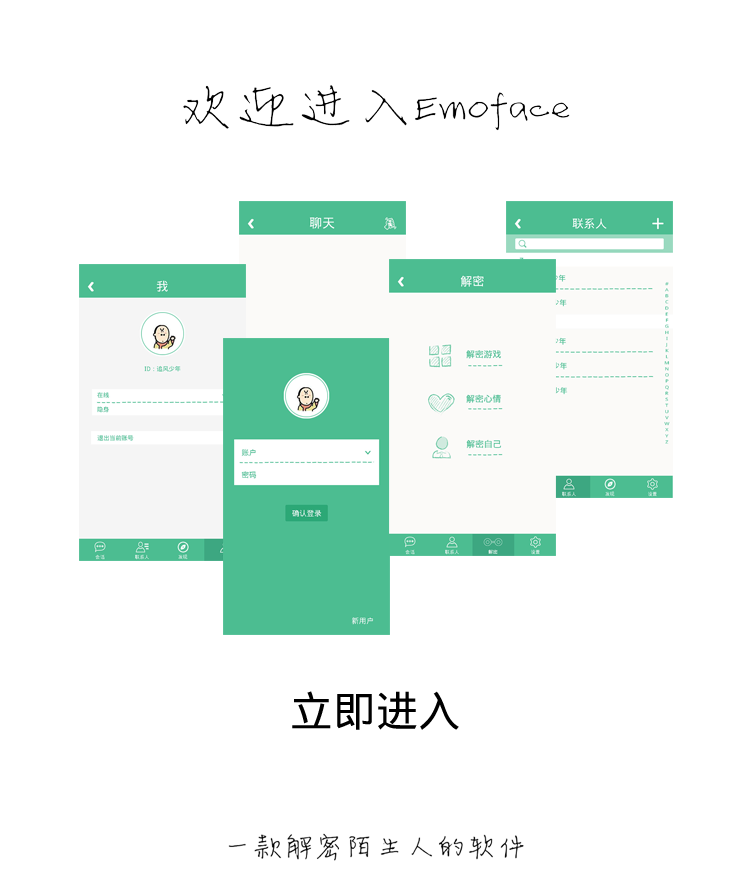 欢迎进入Emoface
聊天
联系人
我
解密
少年
少年
少年
少年
少年
#
A
B
C
D
E
F
G
H
I
J
K
L
M
N
O
P
Q
R
S
T
U
V
W
X
Y
Z
解密游戏
解密心情
解密自己
ID：追风少年
在线
隐身
退出当前账号
账户
密码
确认登录
新用户
会话
联系人
发现
会话
联系人
解密
设置
联系人
发现
设置
立即进入
一款解密陌生人的软件